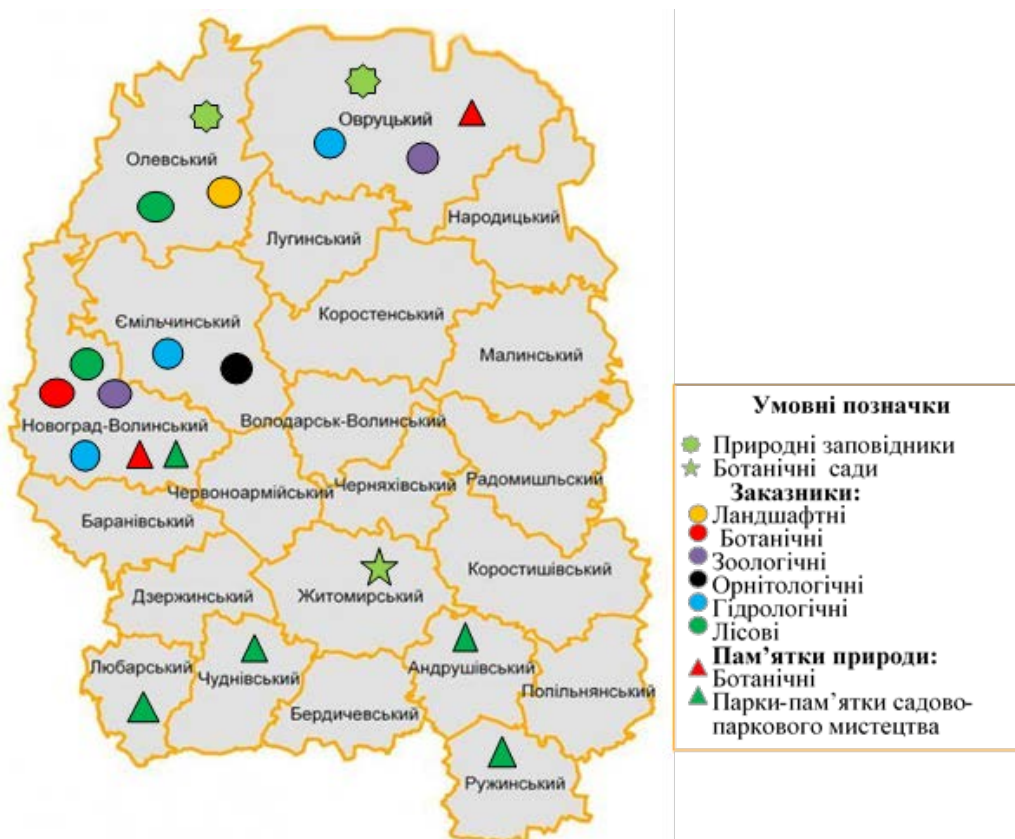 Овруцький
Олевський
Народицький
Лугинський
Ємільчинський
Коростенський
Малинський
Новоград-Волинський
Володарськ-Волинський
Червоноармійський
Черняхівський
Радомишльский
Баранівський
Дзержинський
Житомирський
Коростишівський
Любарський
Чуднівський
Андрушівський
Бердичевський
Попільнянський
Ружинський
Умовні позначки
Природні заповідники
Ботанічні сади
Заказники:
Ландшафтні
Ботанічні
Зоологічні
Орнітологічні
Гідрологічні
Лісові
Пам’ятки природи:
Ботанічні
Парки-пам’ятки садово-
паркового мистецтва